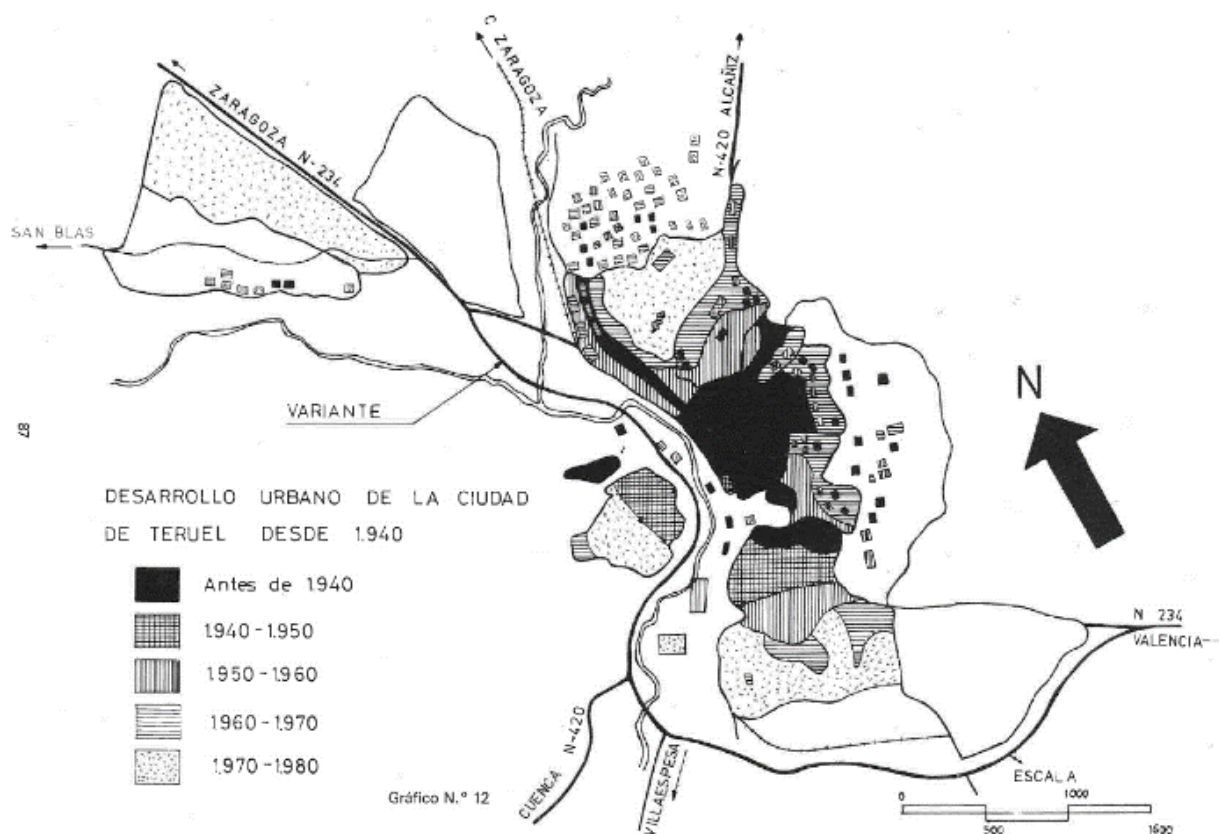 C. ZARAGOZA
N-420 ALCAÑIZ
ZARAGOZA N-234
SAN BLAS
VARIANTE
N
87
DESARROLLO URBANO DE LA CIUDAD
DE TERUEL DESDE 1.940
Antes de 1.940
1.940-1.950
1.950-1.960
1.960-1.970
1.970-1.980
Gráfico N.° 12
CUENCA N-420
VILLAESPESA
N 234
VALENCIA
ESCALA
0 1000
500 1500